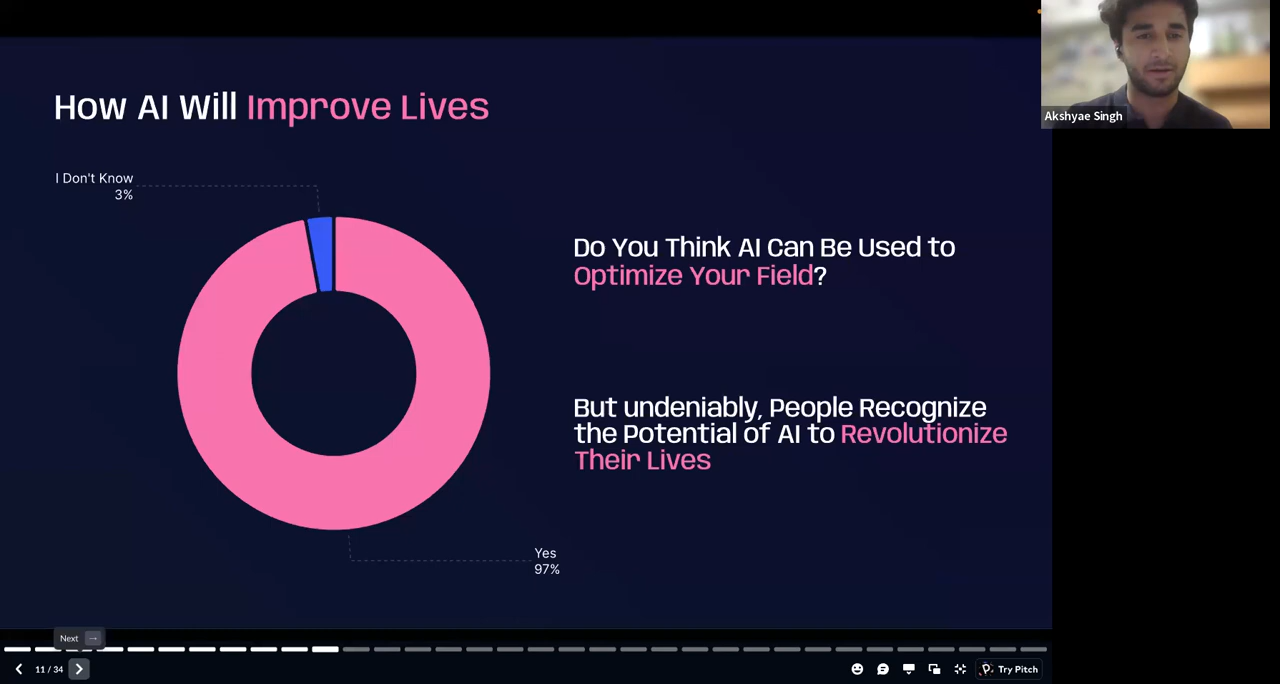 How AI Will Improve Lives
I Don't Know
3%
Do You Think AI Can Be Used to
Optimize Your Field?
But undeniably, People Recognize
the Potential of AI to Revolutionize
Their Lives
Yes
97%
Akshyae Singh
Next →
11 / 34
Try Pitch